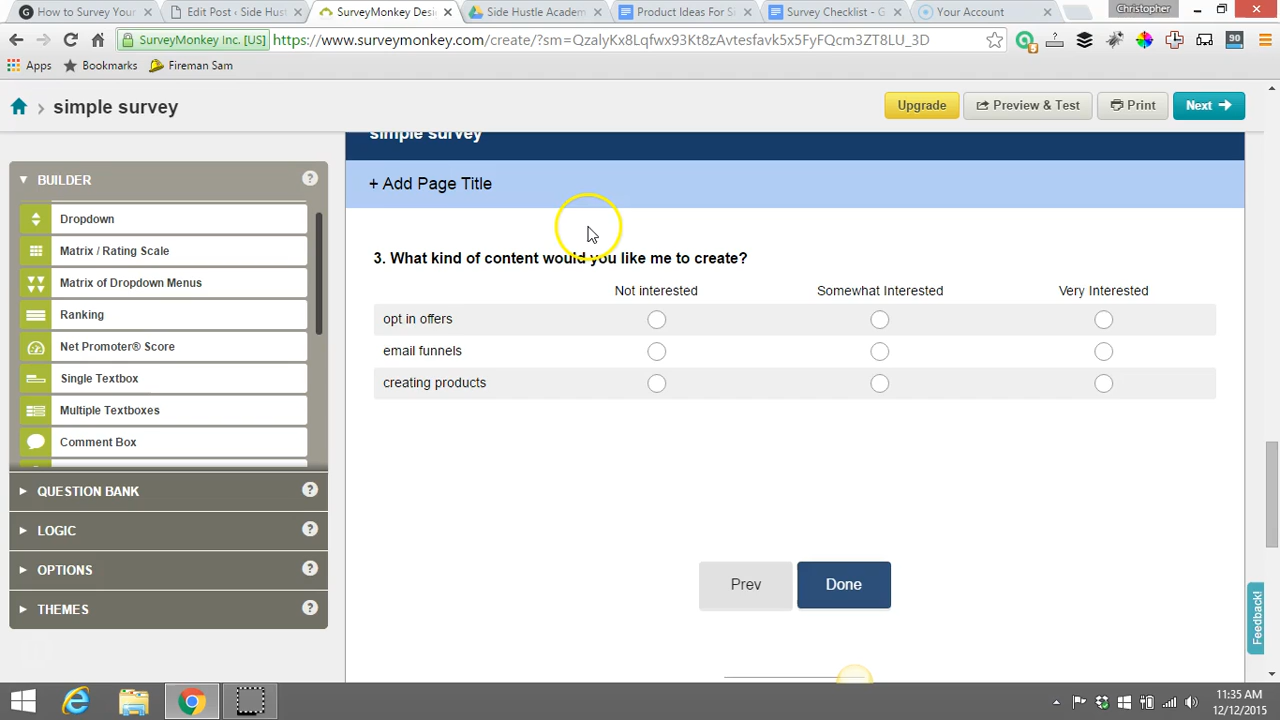 How to Survey Your
Edit Post ‹ Side Hust
SurveyMonkey Desi
Side Hustle Academ
Product Ideas For S
Survey Checklist - G
Your Account
Christopher
SurveyMonkey Inc. [US]
https://www.surveymonkey.com/create/?sm=QzalyKx8Lqfwx93Kt8zAvtesfavk5x5FyFQcm3ZT8LU_3D
5
90
Apps
Bookmarks
Fireman Sam
simple survey
Upgrade
Preview & Test
Print
Next
simple survey
BUILDER
?
+ Add Page Title
Dropdown
Matrix / Rating Scale
Matrix of Dropdown Menus
Ranking
Net Promoter® Score
Single Textbox
Multiple Textboxes
Comment Box
3. What kind of content would you like me to create?
Not interested
Somewhat Interested
Very Interested
opt in offers
email funnels
creating products
QUESTION BANK
?
LOGIC
?
OPTIONS
?
THEMES
?
Prev
Done
Feedback!
11:35 AM
12/12/2015